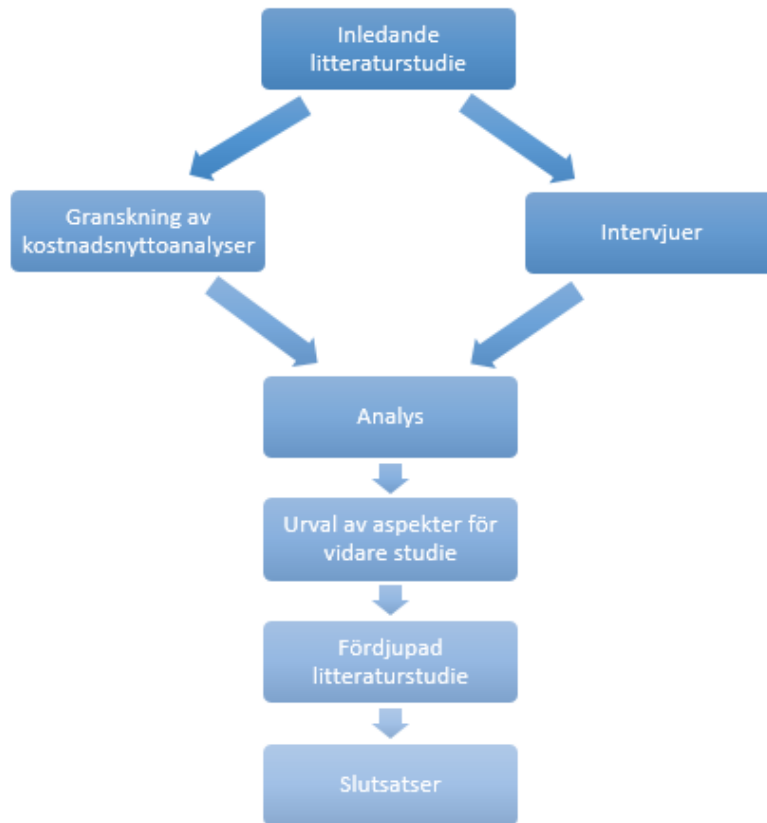 Inledande
litteraturstudie
Granskning av
kostnadsnyttoanalyser
Intervjuer
Analys
Urval av aspekter för
vidare studie
Fördjupad
litteraturstudie
Slutsatser